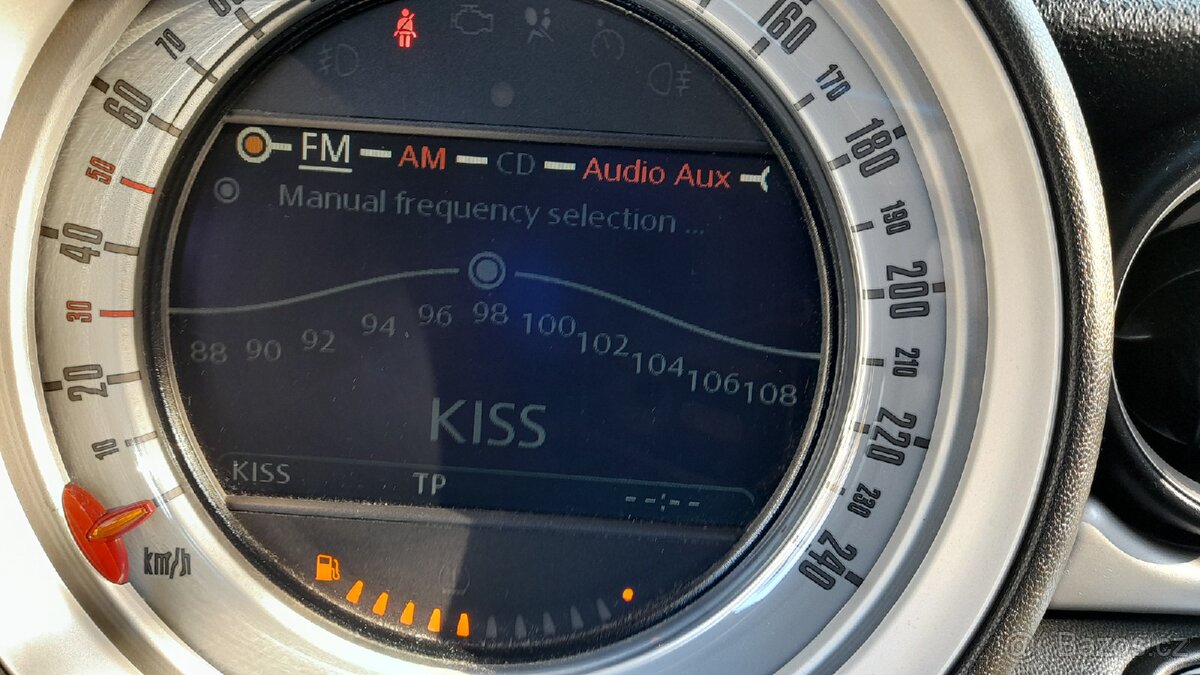 FM AM CD Audio Aux
Manual frequency selection ...
88 90 92 94 96 98 100 102 104 106 108
KISS
KISS TP --:--
10
20
30
40
50
60
70
160
170
180
190
200
210
220
230
240
km/h
Bazos.cz